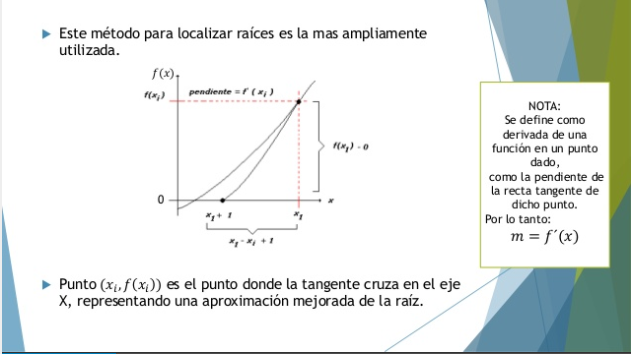 Este método para localizar raíces es la mas ampliamente
utilizada.
f(x)
f(x_i)
pendiente = f´(x_i)
f(x_i) - 0
0
x
x_i + 1
x_i
x_i - x_i + 1
NOTA:
Se define como
derivada de una
función en un punto
dado,
como la pendiente de
la recta tangente de
dicho punto.
Por lo tanto:
m = f´(x)
Punto (x_i, f(x_i)) es el punto donde la tangente cruza en el eje
X, representando una aproximación mejorada de la raíz.